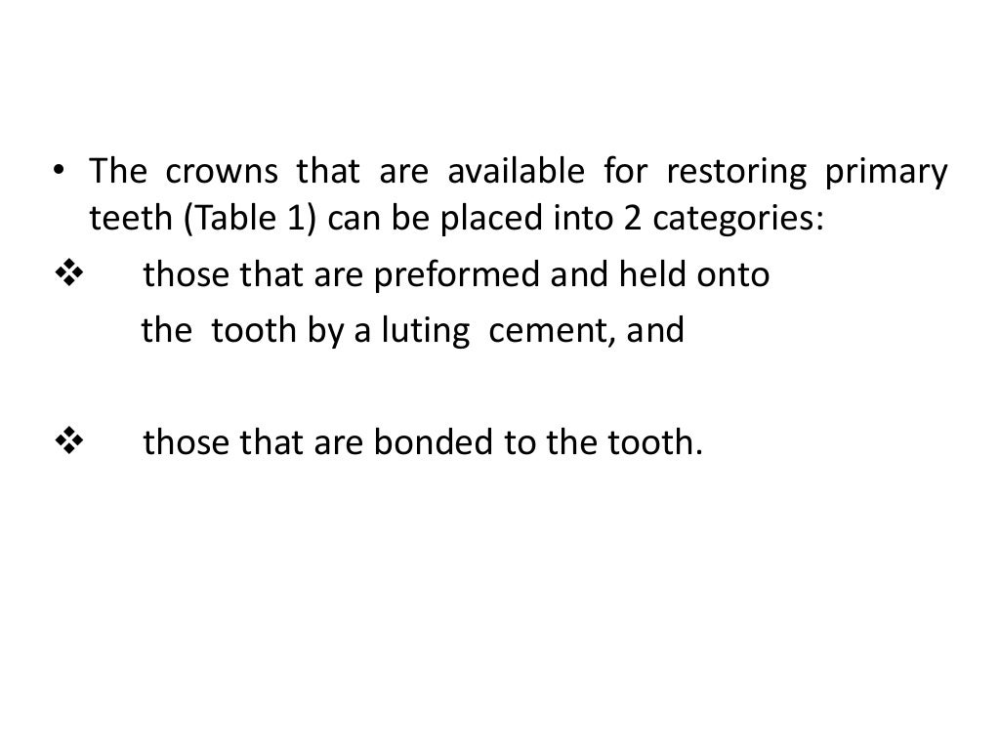 • The crowns that are available for restoring primary
teeth (Table 1) can be placed into 2 categories:
❖ those that are preformed and held onto
the tooth by a luting cement, and
❖ those that are bonded to the tooth.